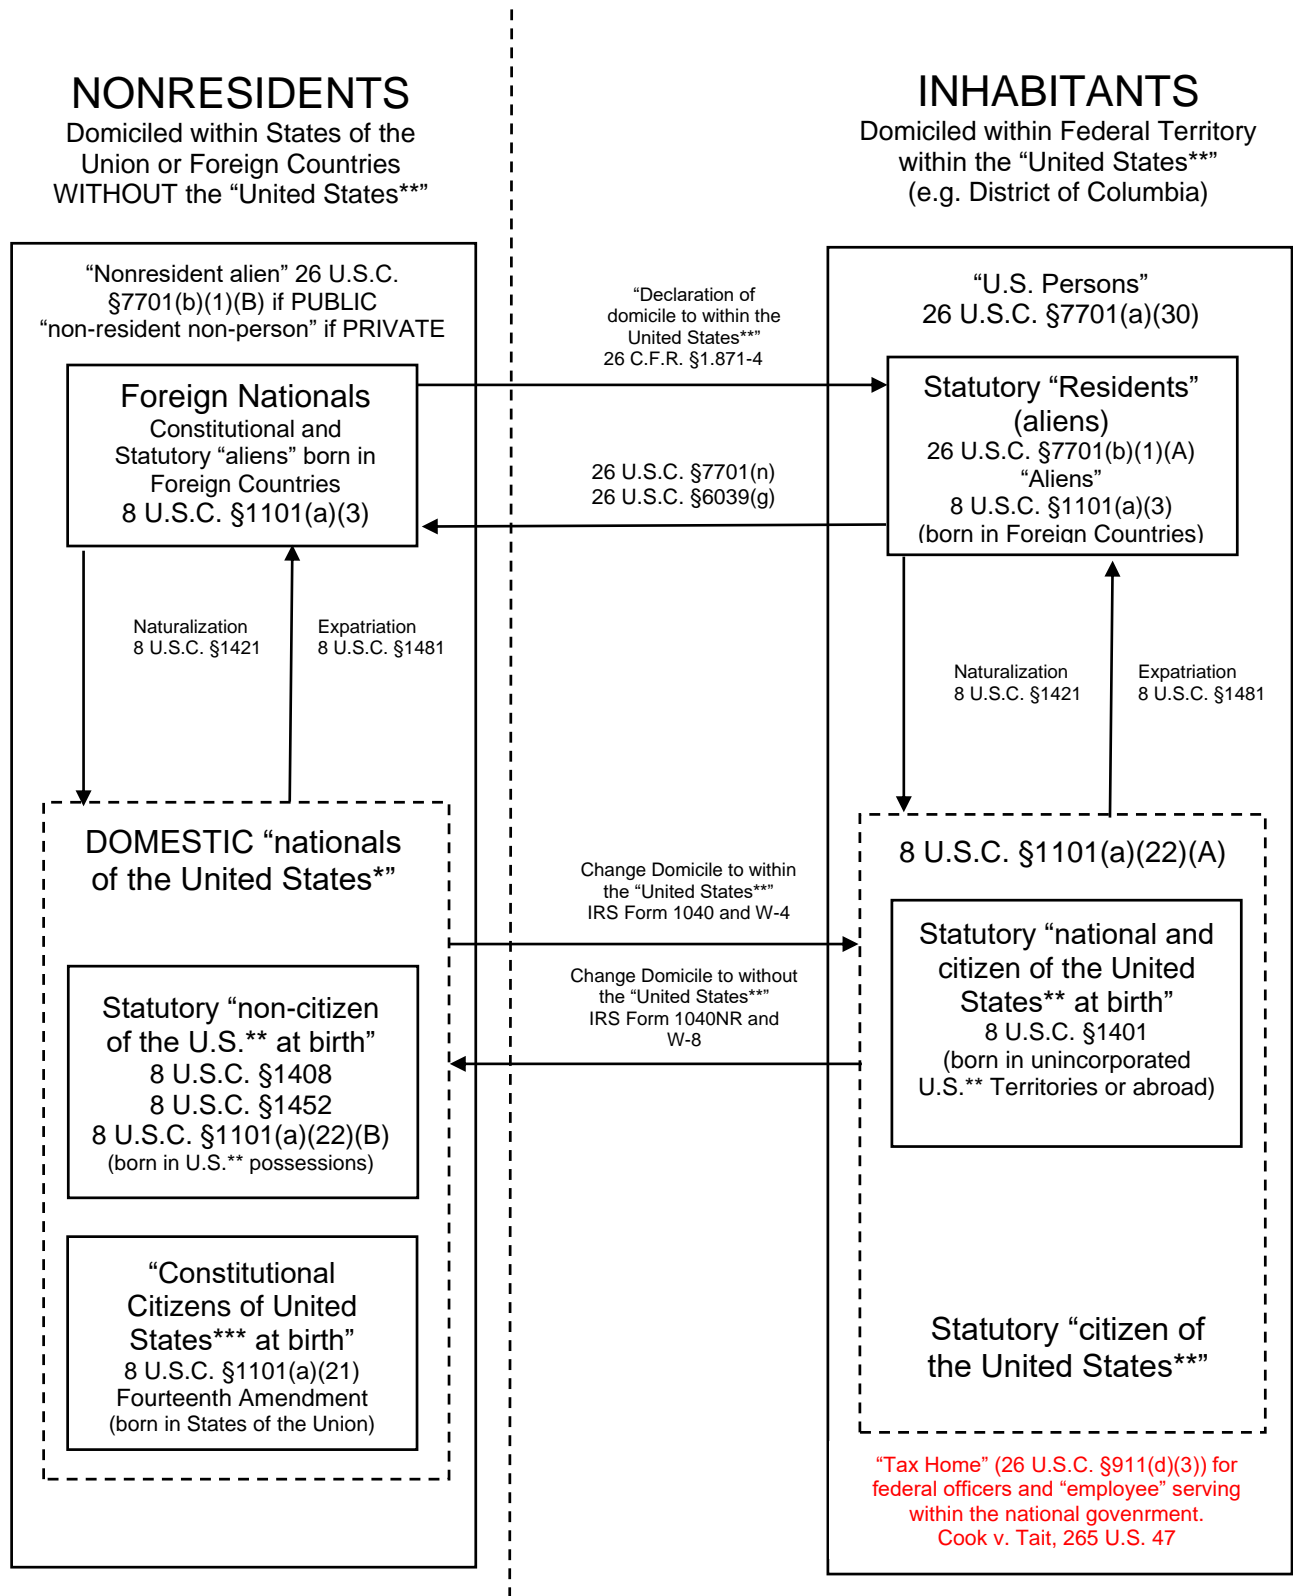 NONRESIDENTS
Domiciled within States of the
Union or Foreign Countries
WITHOUT the “United States**”
INHABITANTS
Domiciled within Federal Territory
within the “United States**”
(e.g. District of Columbia)
“Nonresident alien” 26 U.S.C.
§7701(b)(1)(B) if PUBLIC
“non-resident non-person” if PRIVATE
Foreign Nationals
Constitutional and
Statutory “aliens” born in
Foreign Countries
8 U.S.C. §1101(a)(3)
“Declaration of
domicile to within the
United States**”
26 C.F.R. §1.871-4
26 U.S.C. §7701(n)
26 U.S.C. §6039(g)
“U.S. Persons”
26 U.S.C. §7701(a)(30)
Statutory “Residents”
(aliens)
26 U.S.C. §7701(b)(1)(A)
“Aliens”
8 U.S.C. §1101(a)(3)
(born in Foreign Countries)
Naturalization
8 U.S.C. §1421
Expatriation
8 U.S.C. §1481
Naturalization
8 U.S.C. §1421
Expatriation
8 U.S.C. §1481
DOMESTIC “nationals
of the United States*”
Statutory “non-citizen
of the U.S.** at birth”
8 U.S.C. §1408
8 U.S.C. §1452
8 U.S.C. §1101(a)(22)(B)
(born in U.S.** possessions)
“Constitutional
Citizens of United
States*** at birth”
8 U.S.C. §1101(a)(21)
Fourteenth Amendment
(born in States of the Union)
Change Domicile to within
the “United States**”
IRS Form 1040 and W-4
Change Domicile to without
the “United States**”
IRS Form 1040NR and
W-8
8 U.S.C. §1101(a)(22)(A)
Statutory “national and
citizen of the United
States** at birth”
8 U.S.C. §1401
(born in unincorporated
U.S.** Territories or abroad)
Statutory “citizen of
the United States**”
“Tax Home” (26 U.S.C. §911(d)(3)) for
federal officers and “employee” serving
within the national govenrment.
Cook v. Tait, 265 U.S. 47